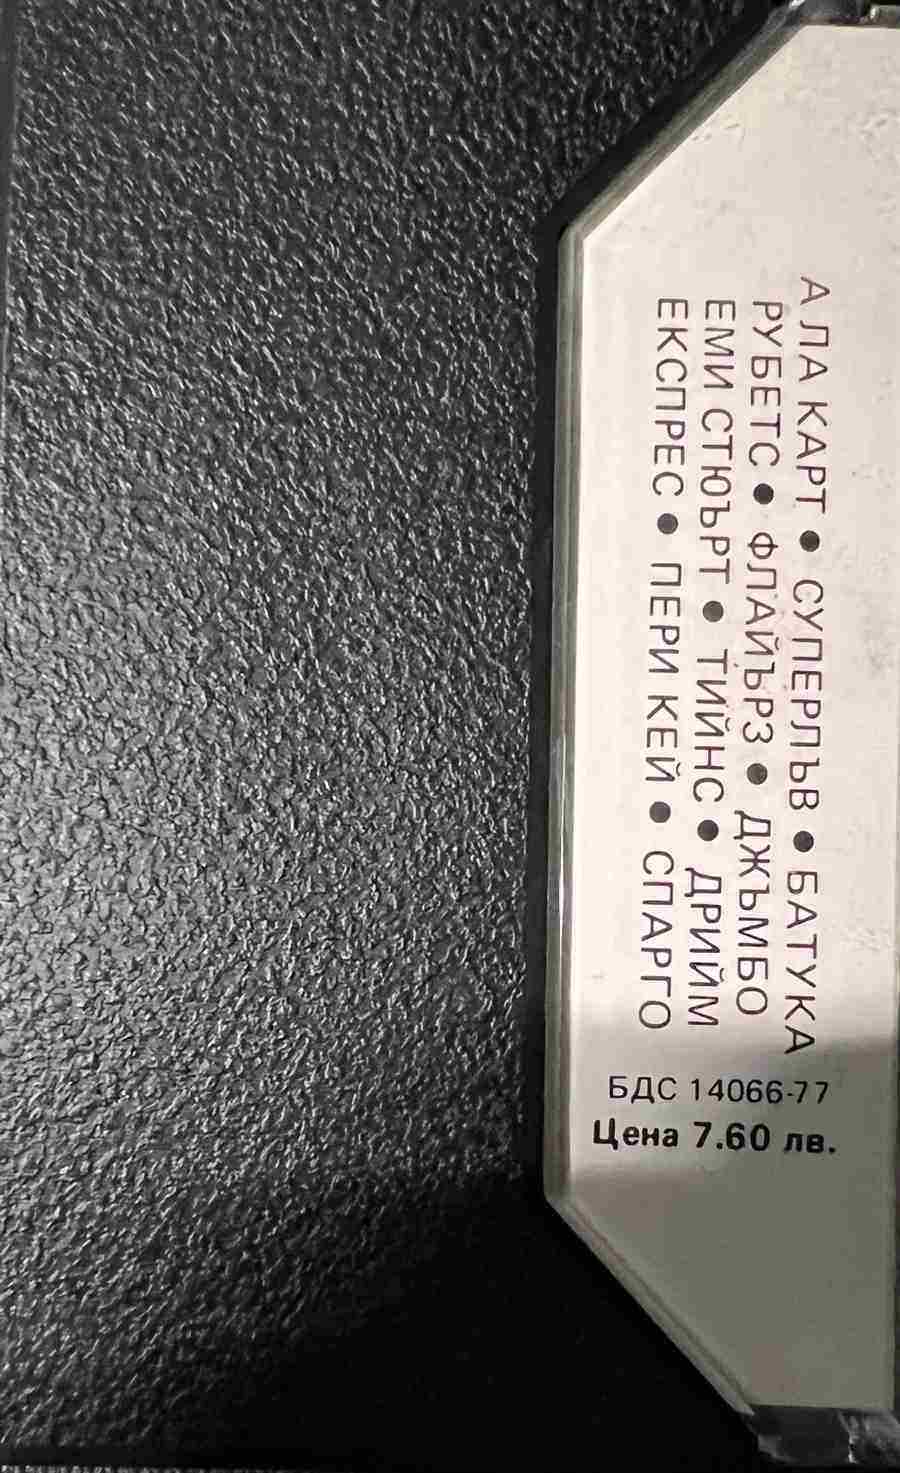 А ЛА КАРТ ● СУПЕРЛЪВ ● БАТУКА
РУБЕТС ● ФЛАЙЪРЗ ● ДЖЪМБО
ЕМИ СТЮЪРТ ● ТИЙНС ● ДРИЙМ
ЕКСПРЕС ● ПЕРИ КЕЙ ● СПАРГО
БДС 14066-77
Цена 7.60 лв.